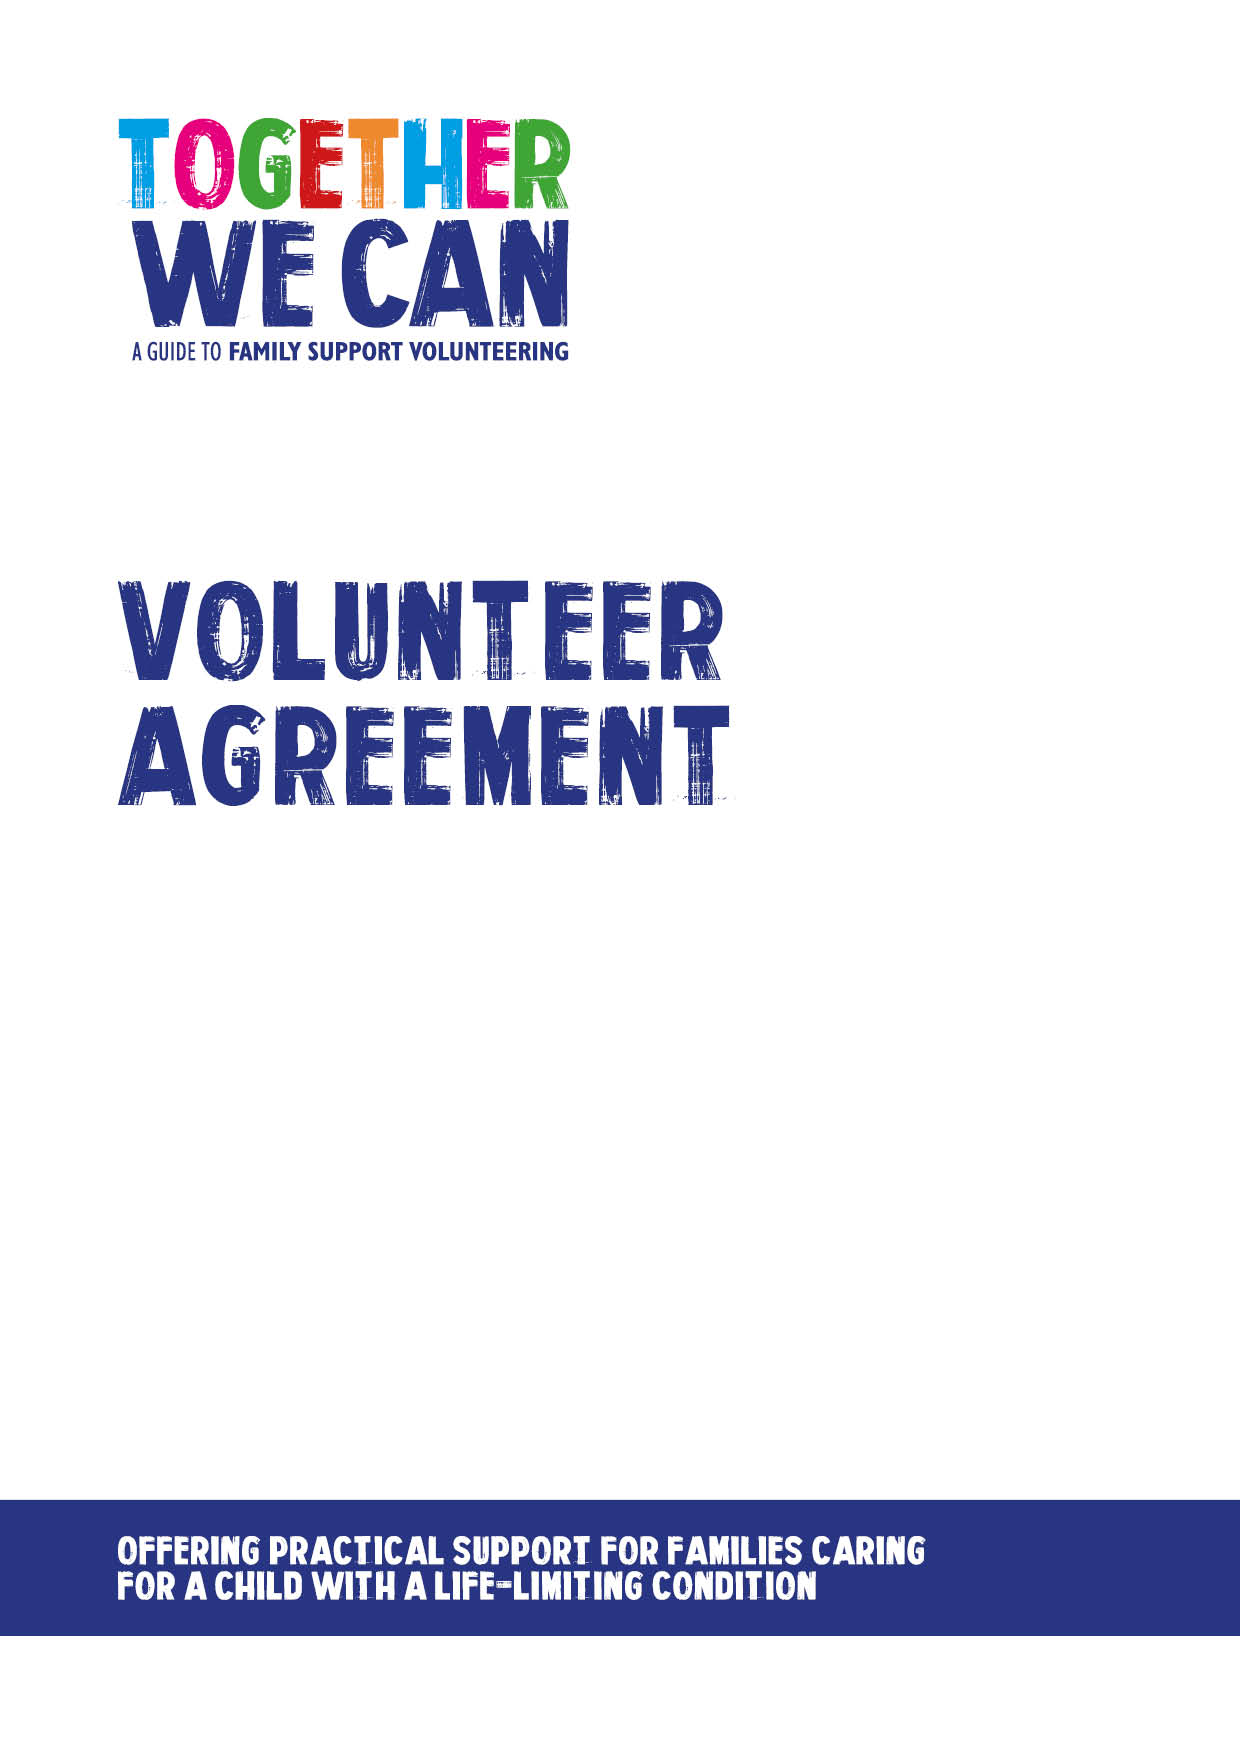 TOGETHER
WE CAN
A GUIDE TO FAMILY SUPPORT VOLUNTEERING
VOLUNTEER
AGREEMENT
OFFERING PRACTICAL SUPPORT FOR FAMILIES CARING
FOR A CHILD WITH A LIFE-LIMITING CONDITION